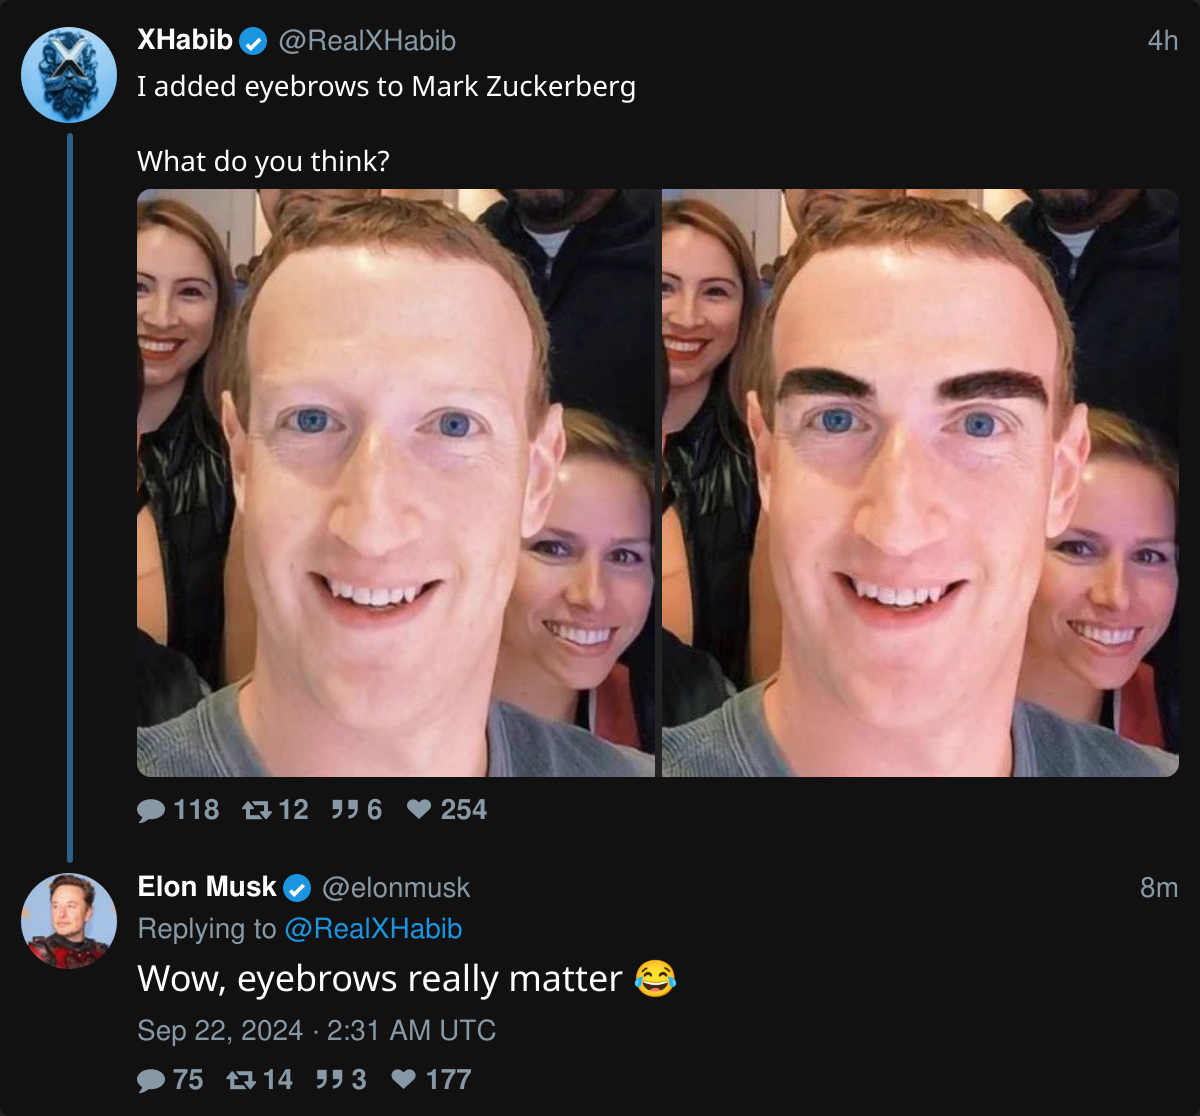 XHabib @RealXHabib 4h
I added eyebrows to Mark Zuckerberg
What do you think?
118 12 6 254
Elon Musk @elonmusk 8m
Replying to @RealXHabib
Wow, eyebrows really matter 😂
Sep 22, 2024 · 2:31 AM UTC
75 14 3 177